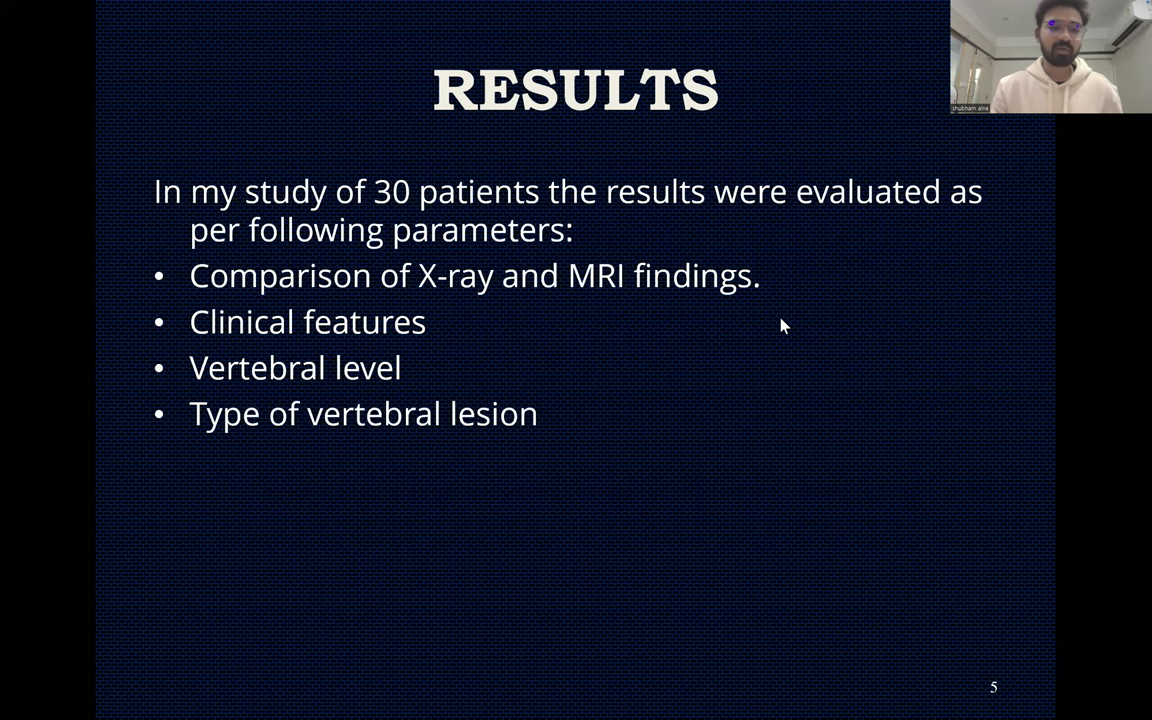 RESULTS
In my study of 30 patients the results were evaluated as
per following parameters:
• Comparison of X-ray and MRI findings.
• Clinical features
• Vertebral level
• Type of vertebral lesion
shubham
5